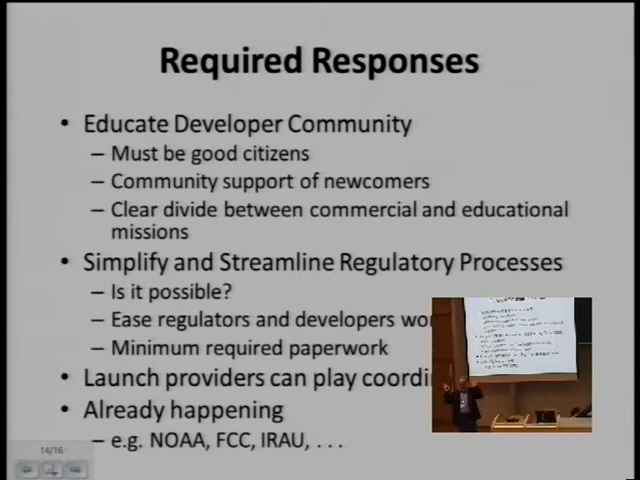 Required Responses
• Educate Developer Community
– Must be good citizens
– Community support of newcomers
– Clear divide between commercial and educational
missions
• Simplify and Streamline Regulatory Processes
– Is it possible?
– Ease regulators and developers
– Minimum required paperwork
• Launch providers can play
• Already happening
– e.g. NOAA, FCC, IRAU, . . .
14/16